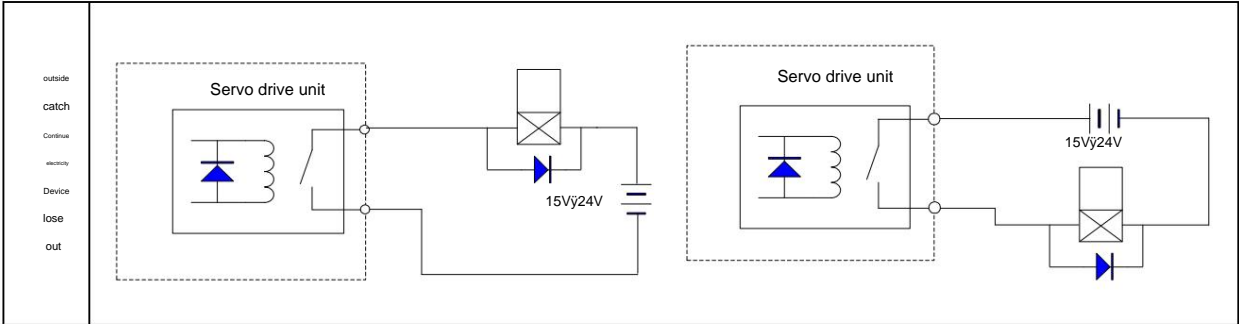 outside
catch
Continue
electricity
Device
lose
out
Servo drive unit
15Vÿ24V
Servo drive unit
15Vÿ24V